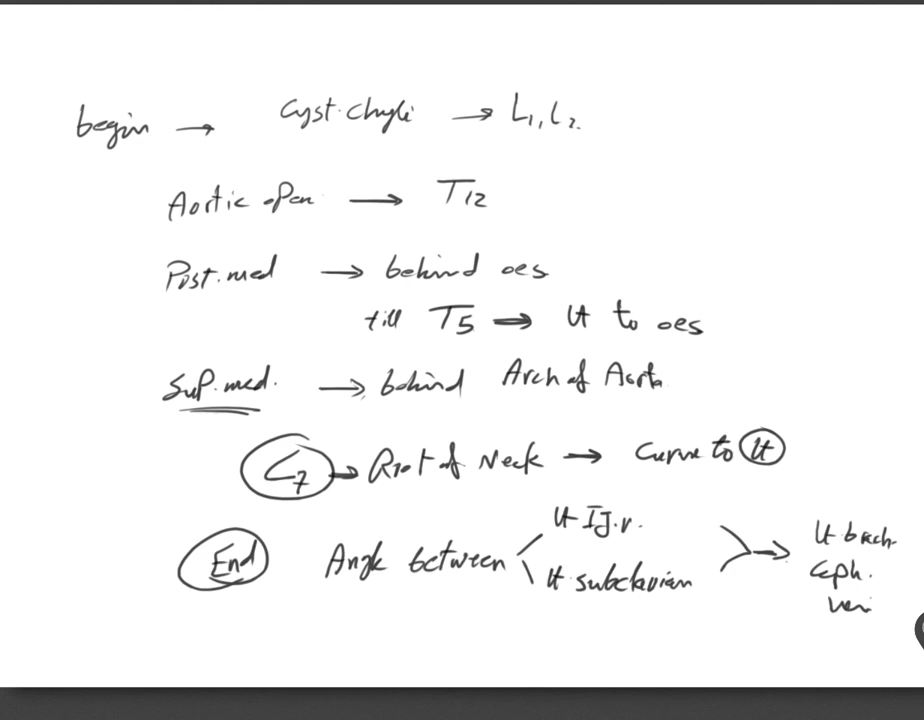 begin → Cyst. chyli → L1, L2.
Aortic open → T12
Post. med → behind oes
till T5 → Lt to oes
Sup. med. → behind Arch of Aorta
C7 → Root of Neck → Curve to Lt
End Angle between Lt IJ.v. Lt subclavian → Lt brach. ceph.